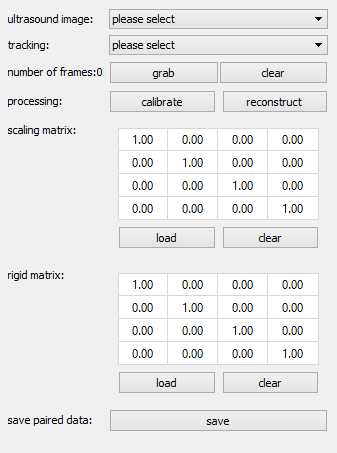 ultrasound image: please select
tracking: please select
number of frames:0 grab clear
processing: calibrate reconstruct
scaling matrix:
1.00 0.00 0.00 0.00
0.00 1.00 0.00 0.00
0.00 0.00 1.00 0.00
0.00 0.00 0.00 1.00
load clear
rigid matrix:
1.00 0.00 0.00 0.00
0.00 1.00 0.00 0.00
0.00 0.00 1.00 0.00
0.00 0.00 0.00 1.00
load clear
save paired data: save